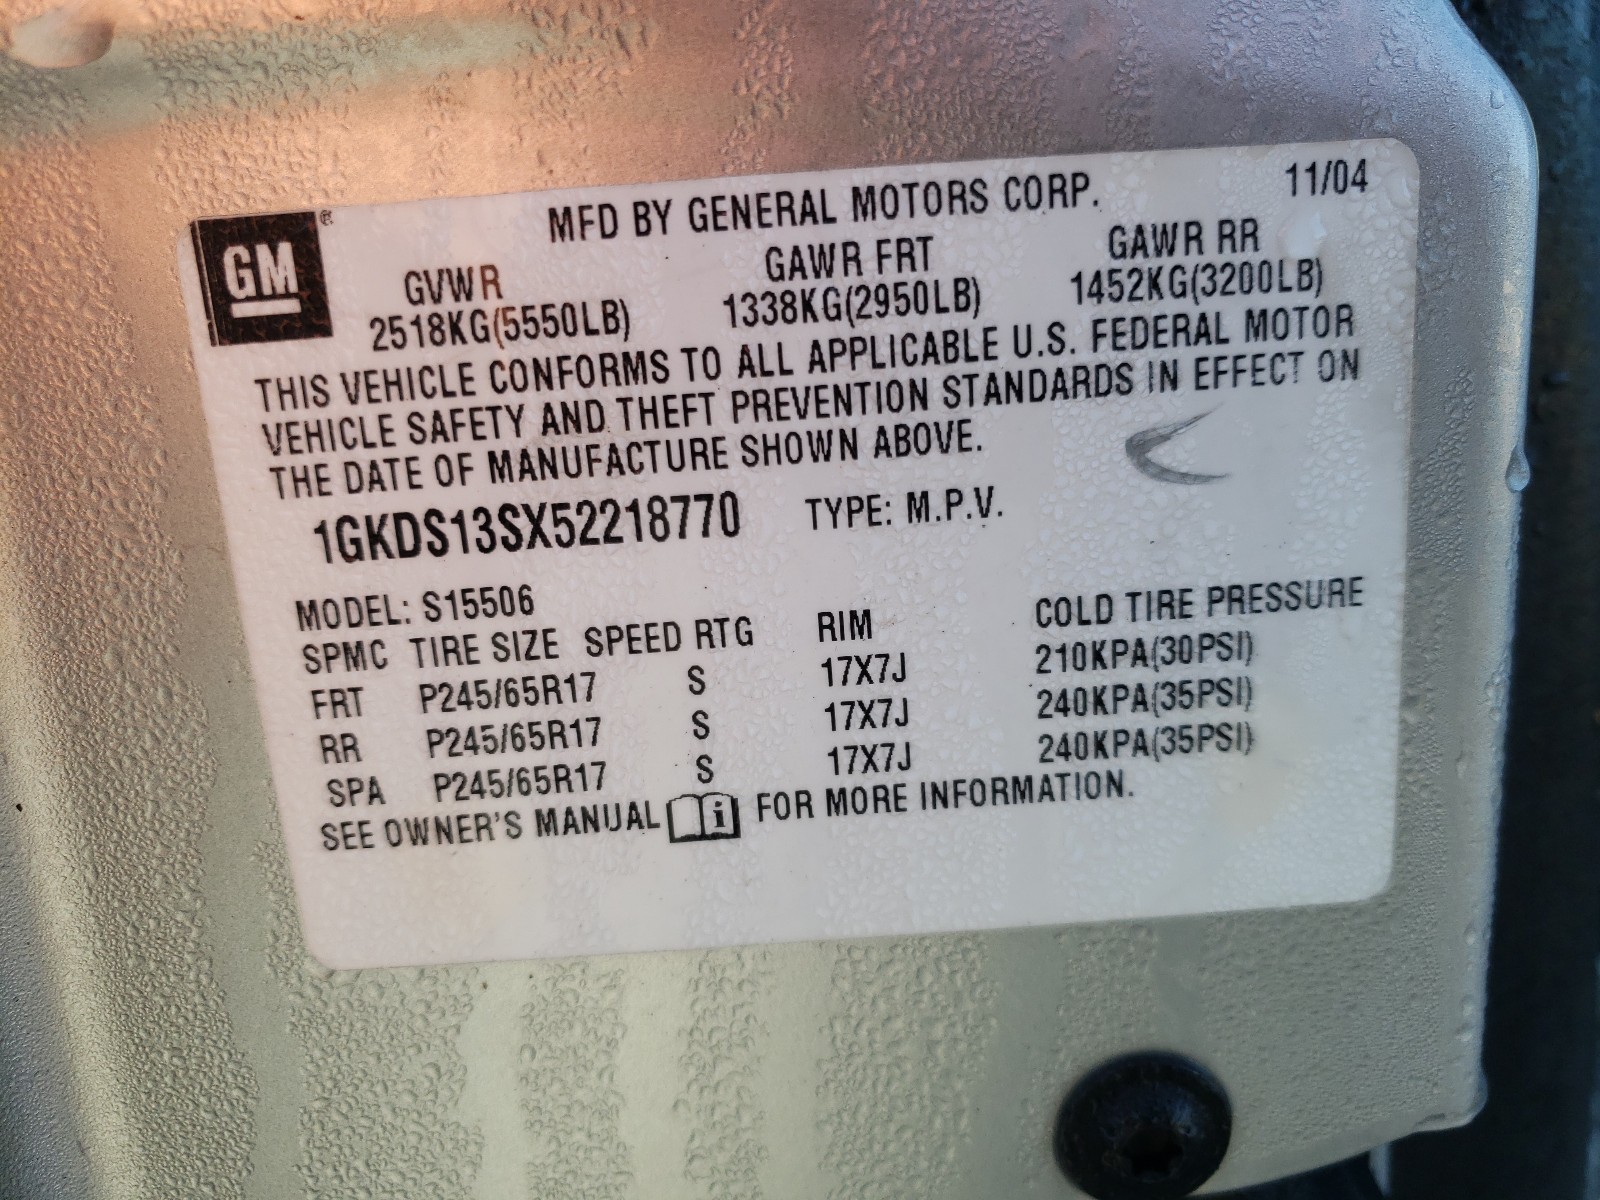 GM®
MFD BY GENERAL MOTORS CORP. 11/04
GVWR GAWR FRT GAWR RR
2518KG(5550LB) 1338KG(2950LB) 1452KG(3200LB)
THIS VEHICLE CONFORMS TO ALL APPLICABLE U.S. FEDERAL MOTOR
VEHICLE SAFETY AND THEFT PREVENTION STANDARDS IN EFFECT ON
THE DATE OF MANUFACTURE SHOWN ABOVE.
1GKDS13SX52218770 TYPE: M.P.V.
MODEL: S15506
SPMC TIRE SIZE SPEED RTG RIM COLD TIRE PRESSURE
FRT P245/65R17 S 17X7J 210KPA(30PSI)
RR P245/65R17 S 17X7J 240KPA(35PSI)
SPA P245/65R17 S 17X7J 240KPA(35PSI)
SEE OWNER'S MANUAL i FOR MORE INFORMATION.